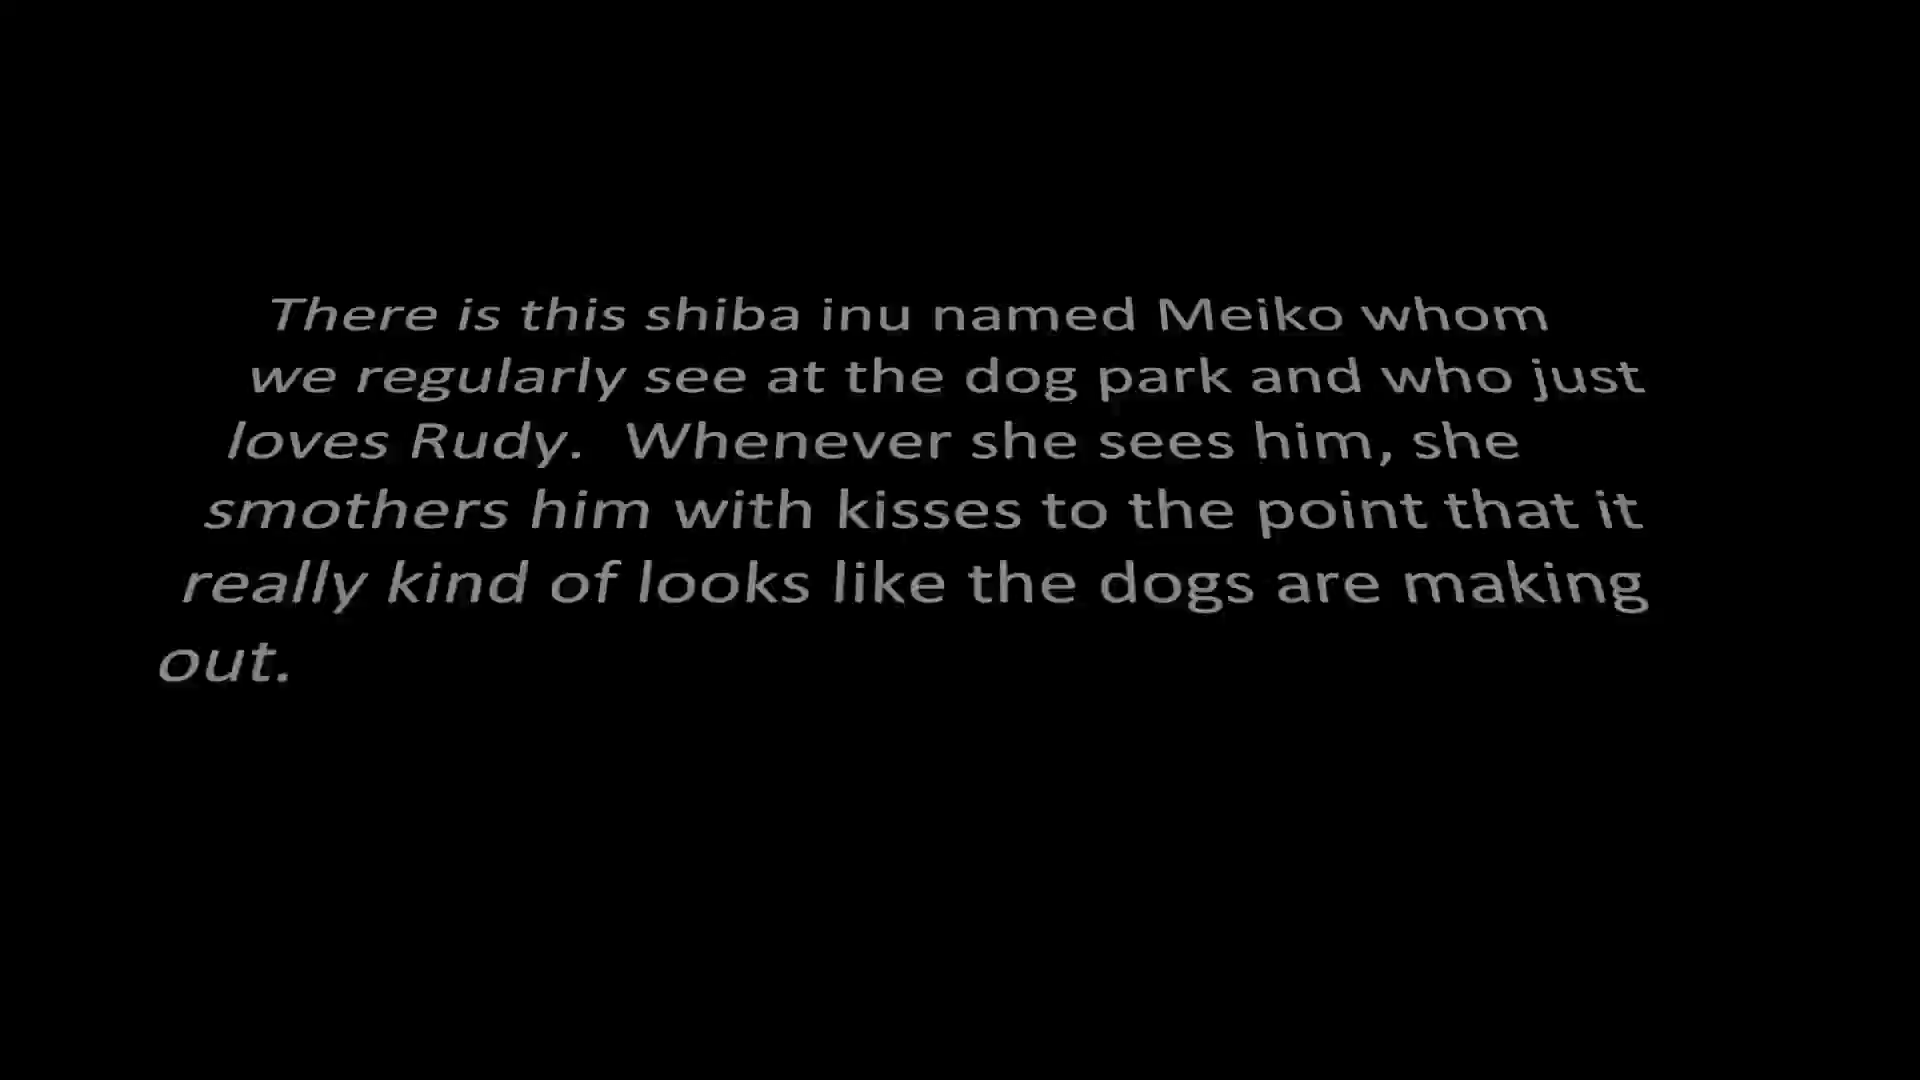 There is this shiba inu named Meiko whom
we regularly see at the dog park and who just
loves Rudy.  Whenever she sees him, she
smothers him with kisses to the point that it
really kind of looks like the dogs are making
out.